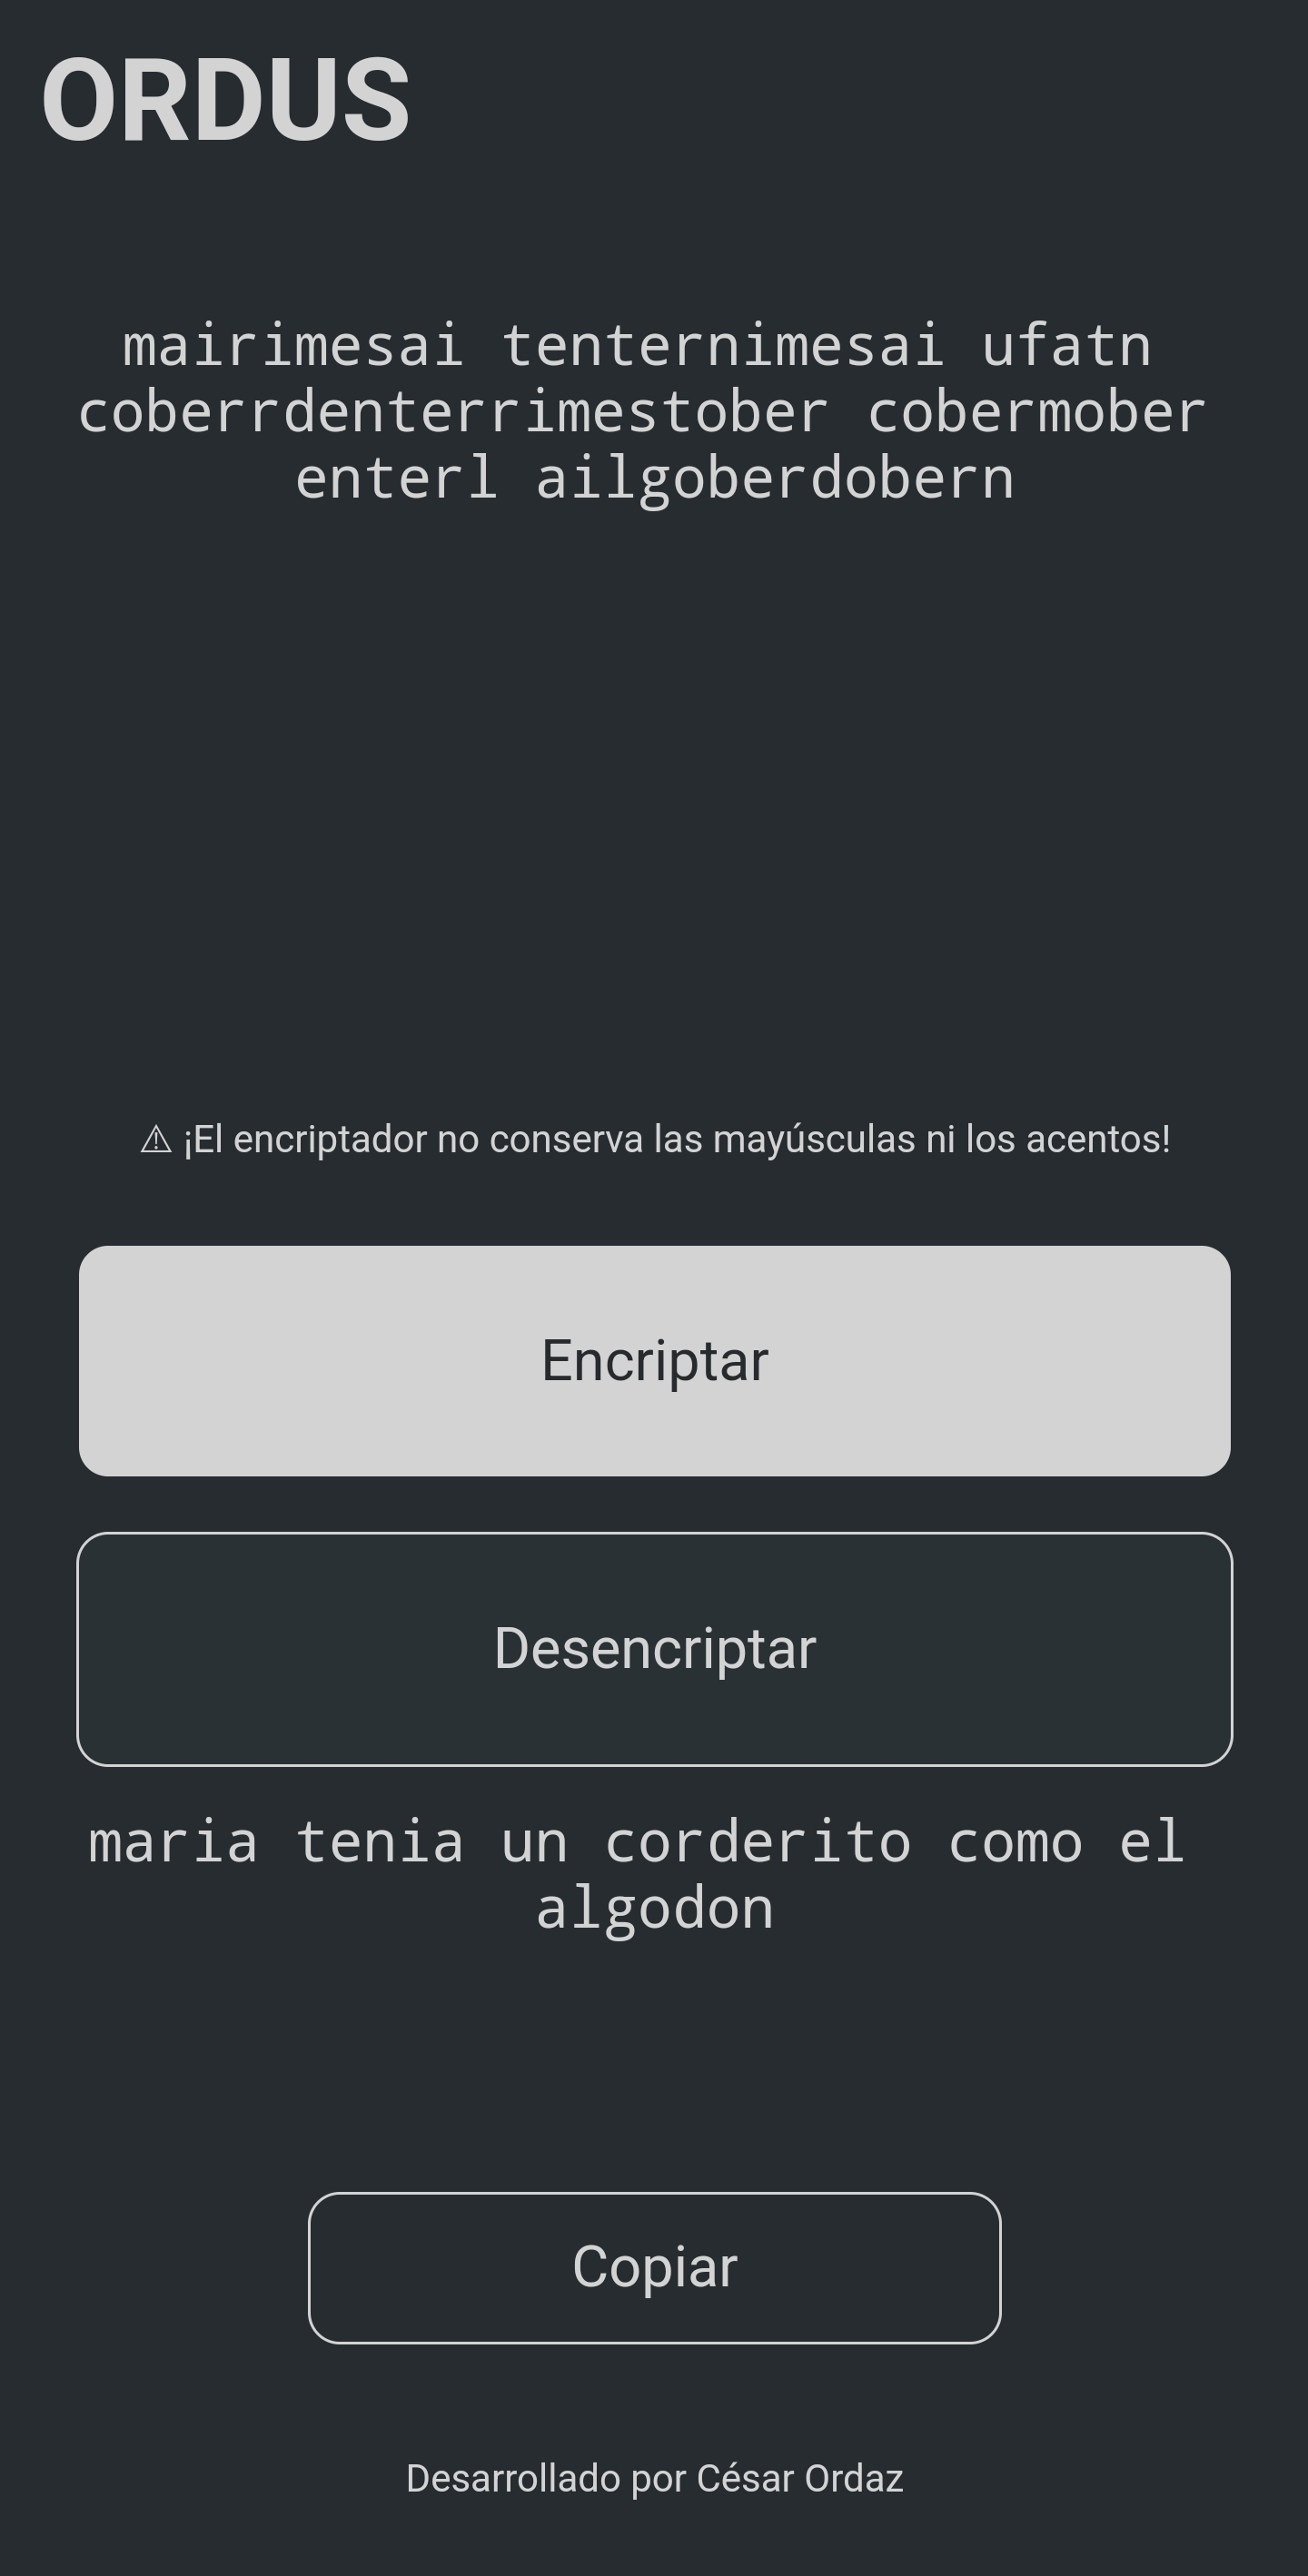 ORDUS
mairimesai tenternimesai ufatn
coberrdenterrimestober cobermober
enterl ailgoberdobern
⚠ ¡El encriptador no conserva las mayúsculas ni los acentos!
Encriptar
Desencriptar
maria tenia un corderito como el
algodon
Copiar
Desarrollado por César Ordaz